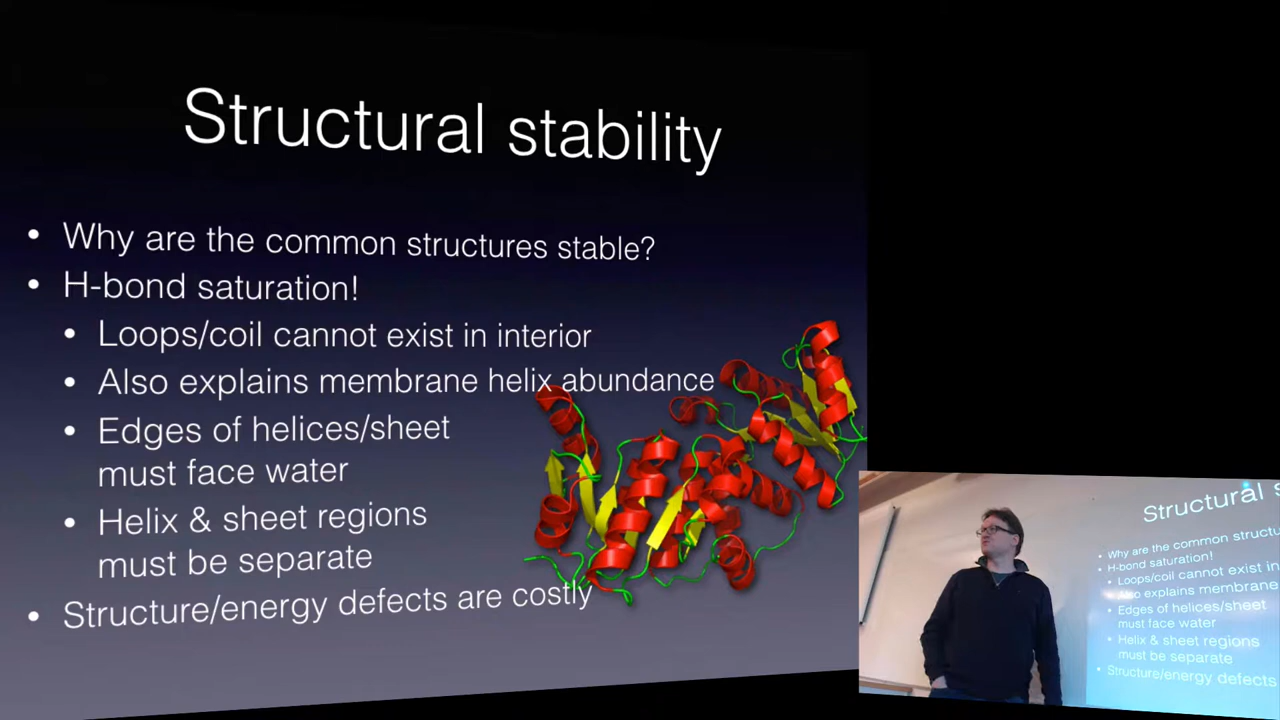 Structural stability
• Why are the common structures stable?
• H-bond saturation!
• Loops/coil cannot exist in interior
• Also explains membrane helix abundance
• Edges of helices/sheet
must face water
• Helix & sheet regions
must be separate
• Structure/energy defects are costly
Structural s
• Why are the common structu
• H-bond saturation!
• Loops/coil cannot exist in
• Also explains membrane
• Edges of helices/sheet
must face water
• Helix & sheet regions
must be separate
• Structure/energy defects